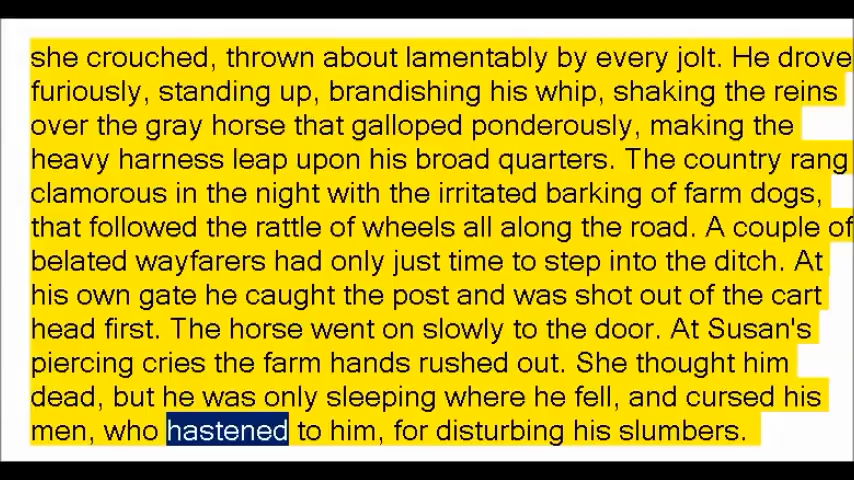 she crouched, thrown about lamentably by every jolt. He drove
furiously, standing up, brandishing his whip, shaking the reins
over the gray horse that galloped ponderously, making the
heavy harness leap upon his broad quarters. The country rang
clamorous in the night with the irritated barking of farm dogs,
that followed the rattle of wheels all along the road. A couple of
belated wayfarers had only just time to step into the ditch. At
his own gate he caught the post and was shot out of the cart
head first. The horse went on slowly to the door. At Susan's
piercing cries the farm hands rushed out. She thought him
dead, but he was only sleeping where he fell, and cursed his
men, who hastened to him, for disturbing his slumbers.